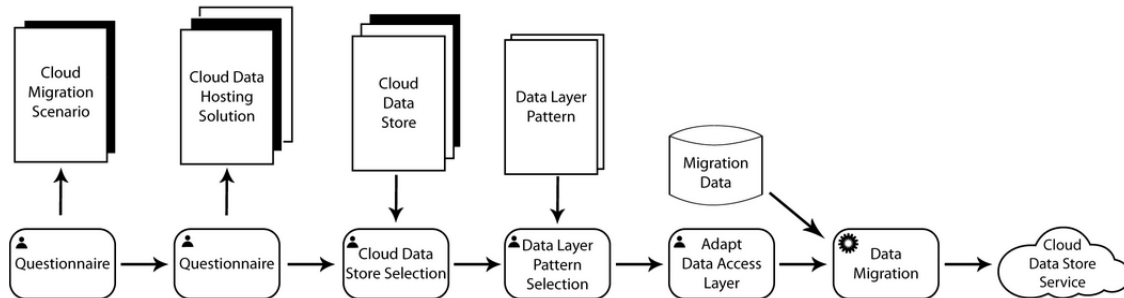 Cloud
Migration
Scenario
Cloud Data
Hosting
Solution
Cloud
Data
Store
Data Layer
Pattern
Migration
Data
Questionnaire
Questionnaire
Cloud Data
Store Selection
Data Layer
Pattern
Selection
Adapt
Data Access
Layer
Data
Migration
Cloud
Data Store
Service